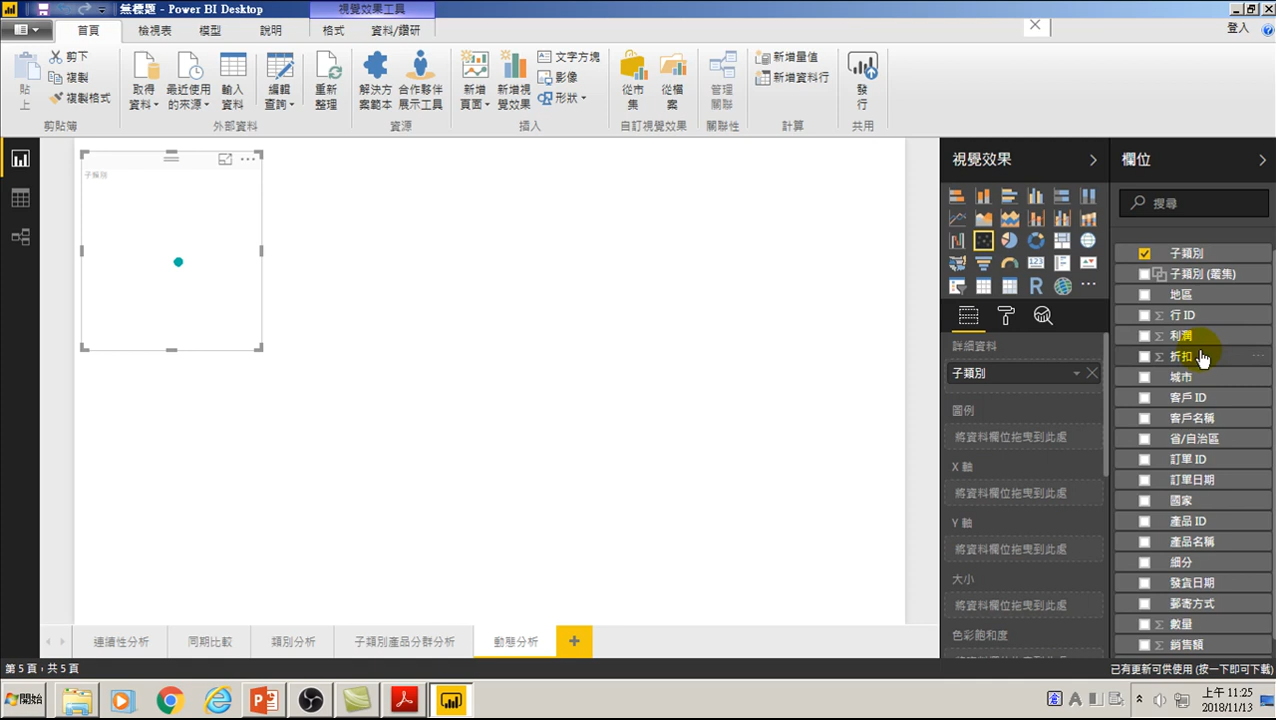 無標題 - Power BI Desktop
視覺效果工具
首頁
檢視表
模型
說明
格式
資料/鑽研
登入
貼上
剪下
複製
複製格式
剪貼簿
取得資料
最近使用的來源
輸入資料
編輯查詢
重新整理
外部資料
解決方案範本
合作夥伴展示工具
資源
新增頁面
新增視覺效果
文字方塊
影像
形狀
插入
從市集
從檔案
自訂視覺效果
管理關聯
關聯性
新增量值
新增資料行
計算
發行
共用
子類別
視覺效果
R
123
詳細資料
子類別
圖例
將資料欄位拖曳到此處
X 軸
將資料欄位拖曳到此處
Y 軸
將資料欄位拖曳到此處
大小
將資料欄位拖曳到此處
色彩飽和度
欄位
搜尋
子類別
子類別 (叢集)
地區
行 ID
利潤
折扣
城市
客戶 ID
客戶名稱
省/自治區
訂單 ID
訂單日期
國家
產品 ID
產品名稱
細分
發貨日期
郵寄方式
數量
銷售額
連續性分析
同期比較
類別分析
子類別產品分群分析
動態分析
第 5 頁，共 5 頁
已有更新可供使用 (按一下即可下載)
開始
上午 11:25
2018/11/13